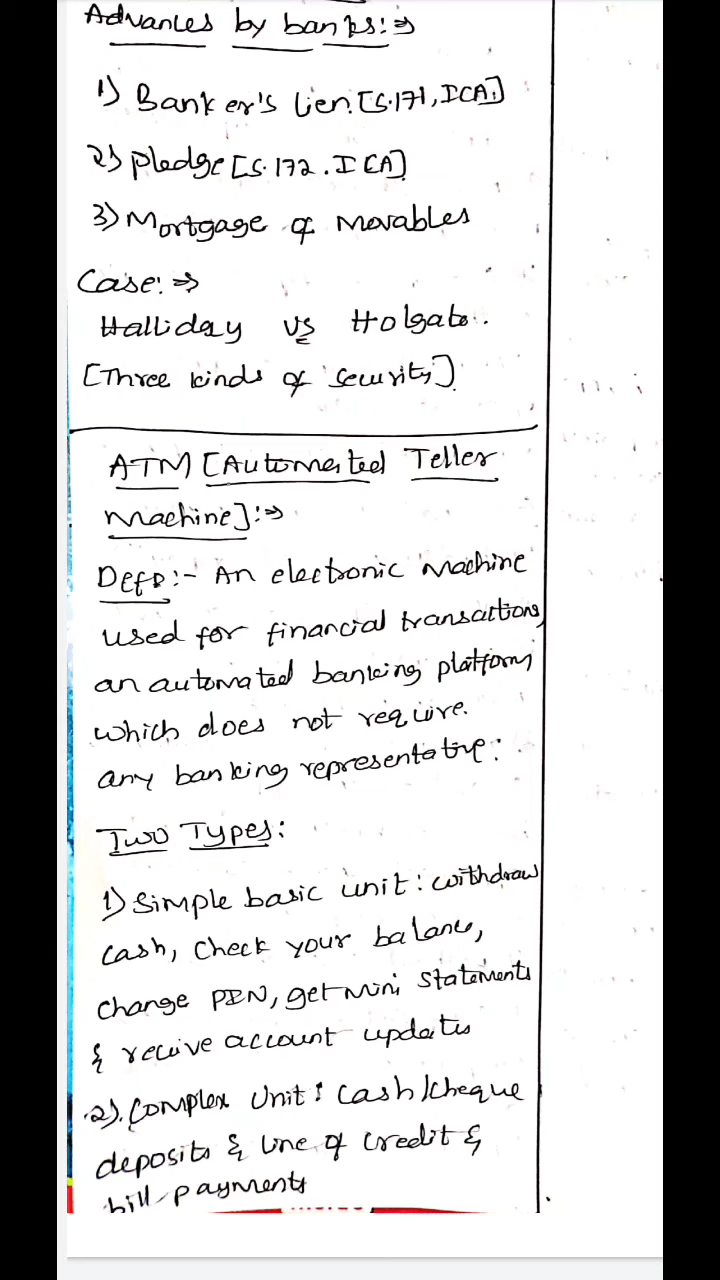 Advances by banks:⇒
1) Banker's Lien.[S.171, ICA]
2) Pledge [S.172. ICA]
3) Mortgage of Movables
Case:⇒
Halliday vs Holgate.
[Three kinds of security]
ATM [Automated Teller
Machine]:⇒
Defn:- An electronic machine
used for financial transactions,
an automated banking platform
which does not require.
any banking representative:
Two Types:
1) Simple basic unit: withdraw
cash, check your balance,
change PIN, get mini statements
& receive account updates
2). Complex Unit: cash/cheque
deposits & line of credit &
bill payments